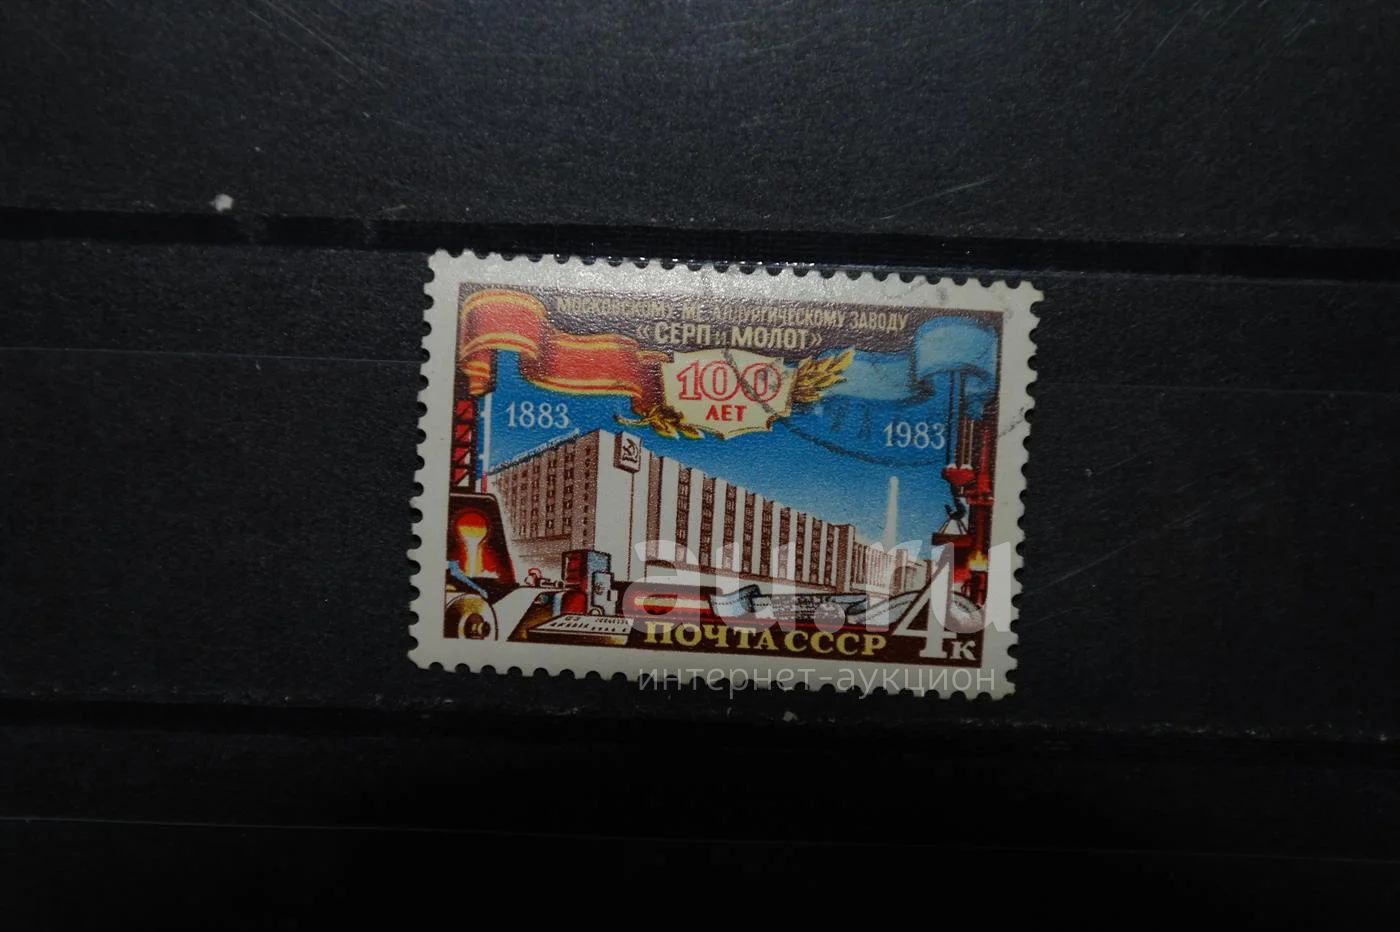 МОСКОВСКОМУ МЕТАЛЛУРГИЧЕСКОМУ ЗАВОДУ
«СЕРП и МОЛОТ»
100
ЛЕТ
1883
1983
ПОЧТА СССР
4к
au.ru
интернет-аукцион